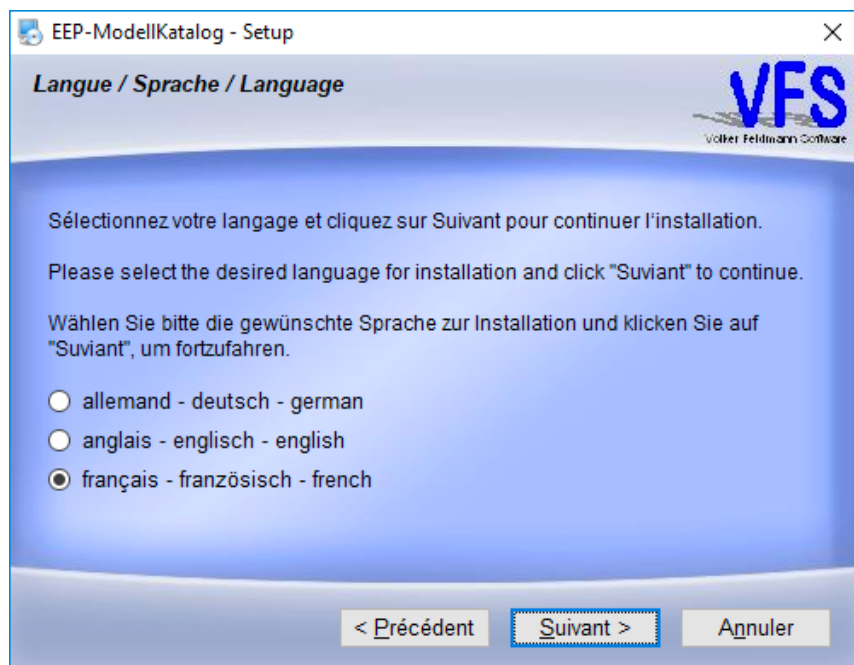 EEP-ModellKatalog - Setup
Langue / Sprache / Language
VFS
Volker Feldmann Software
Sélectionnez votre langage et cliquez sur Suivant pour continuer l'installation.
Please select the desired language for installation and click "Suviant" to continue.
Wählen Sie bitte die gewünschte Sprache zur Installation und klicken Sie auf
"Suviant", um fortzufahren.
allemand - deutsch - german
anglais - englisch - english
français - französisch - french
< Précédent
Suivant >
Annuler